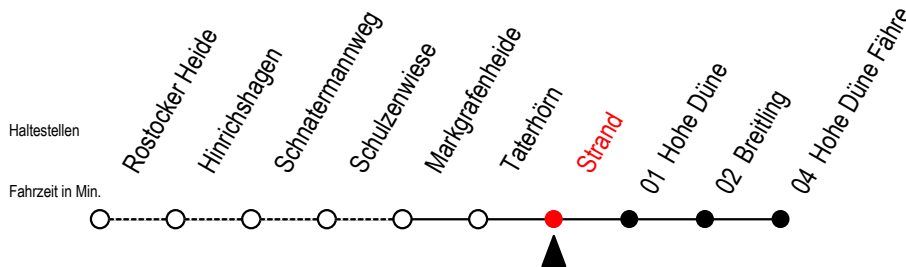 Haltestellen
Fahrzeit in Min.
Rostocker Heide
Hinrichshagen
Schnatermannweg
Schulzenwiese
Markgrafenheide
Taterhörn
Strand
01 Hohe Düne
02 Breitling
04 Hohe Düne Fähre